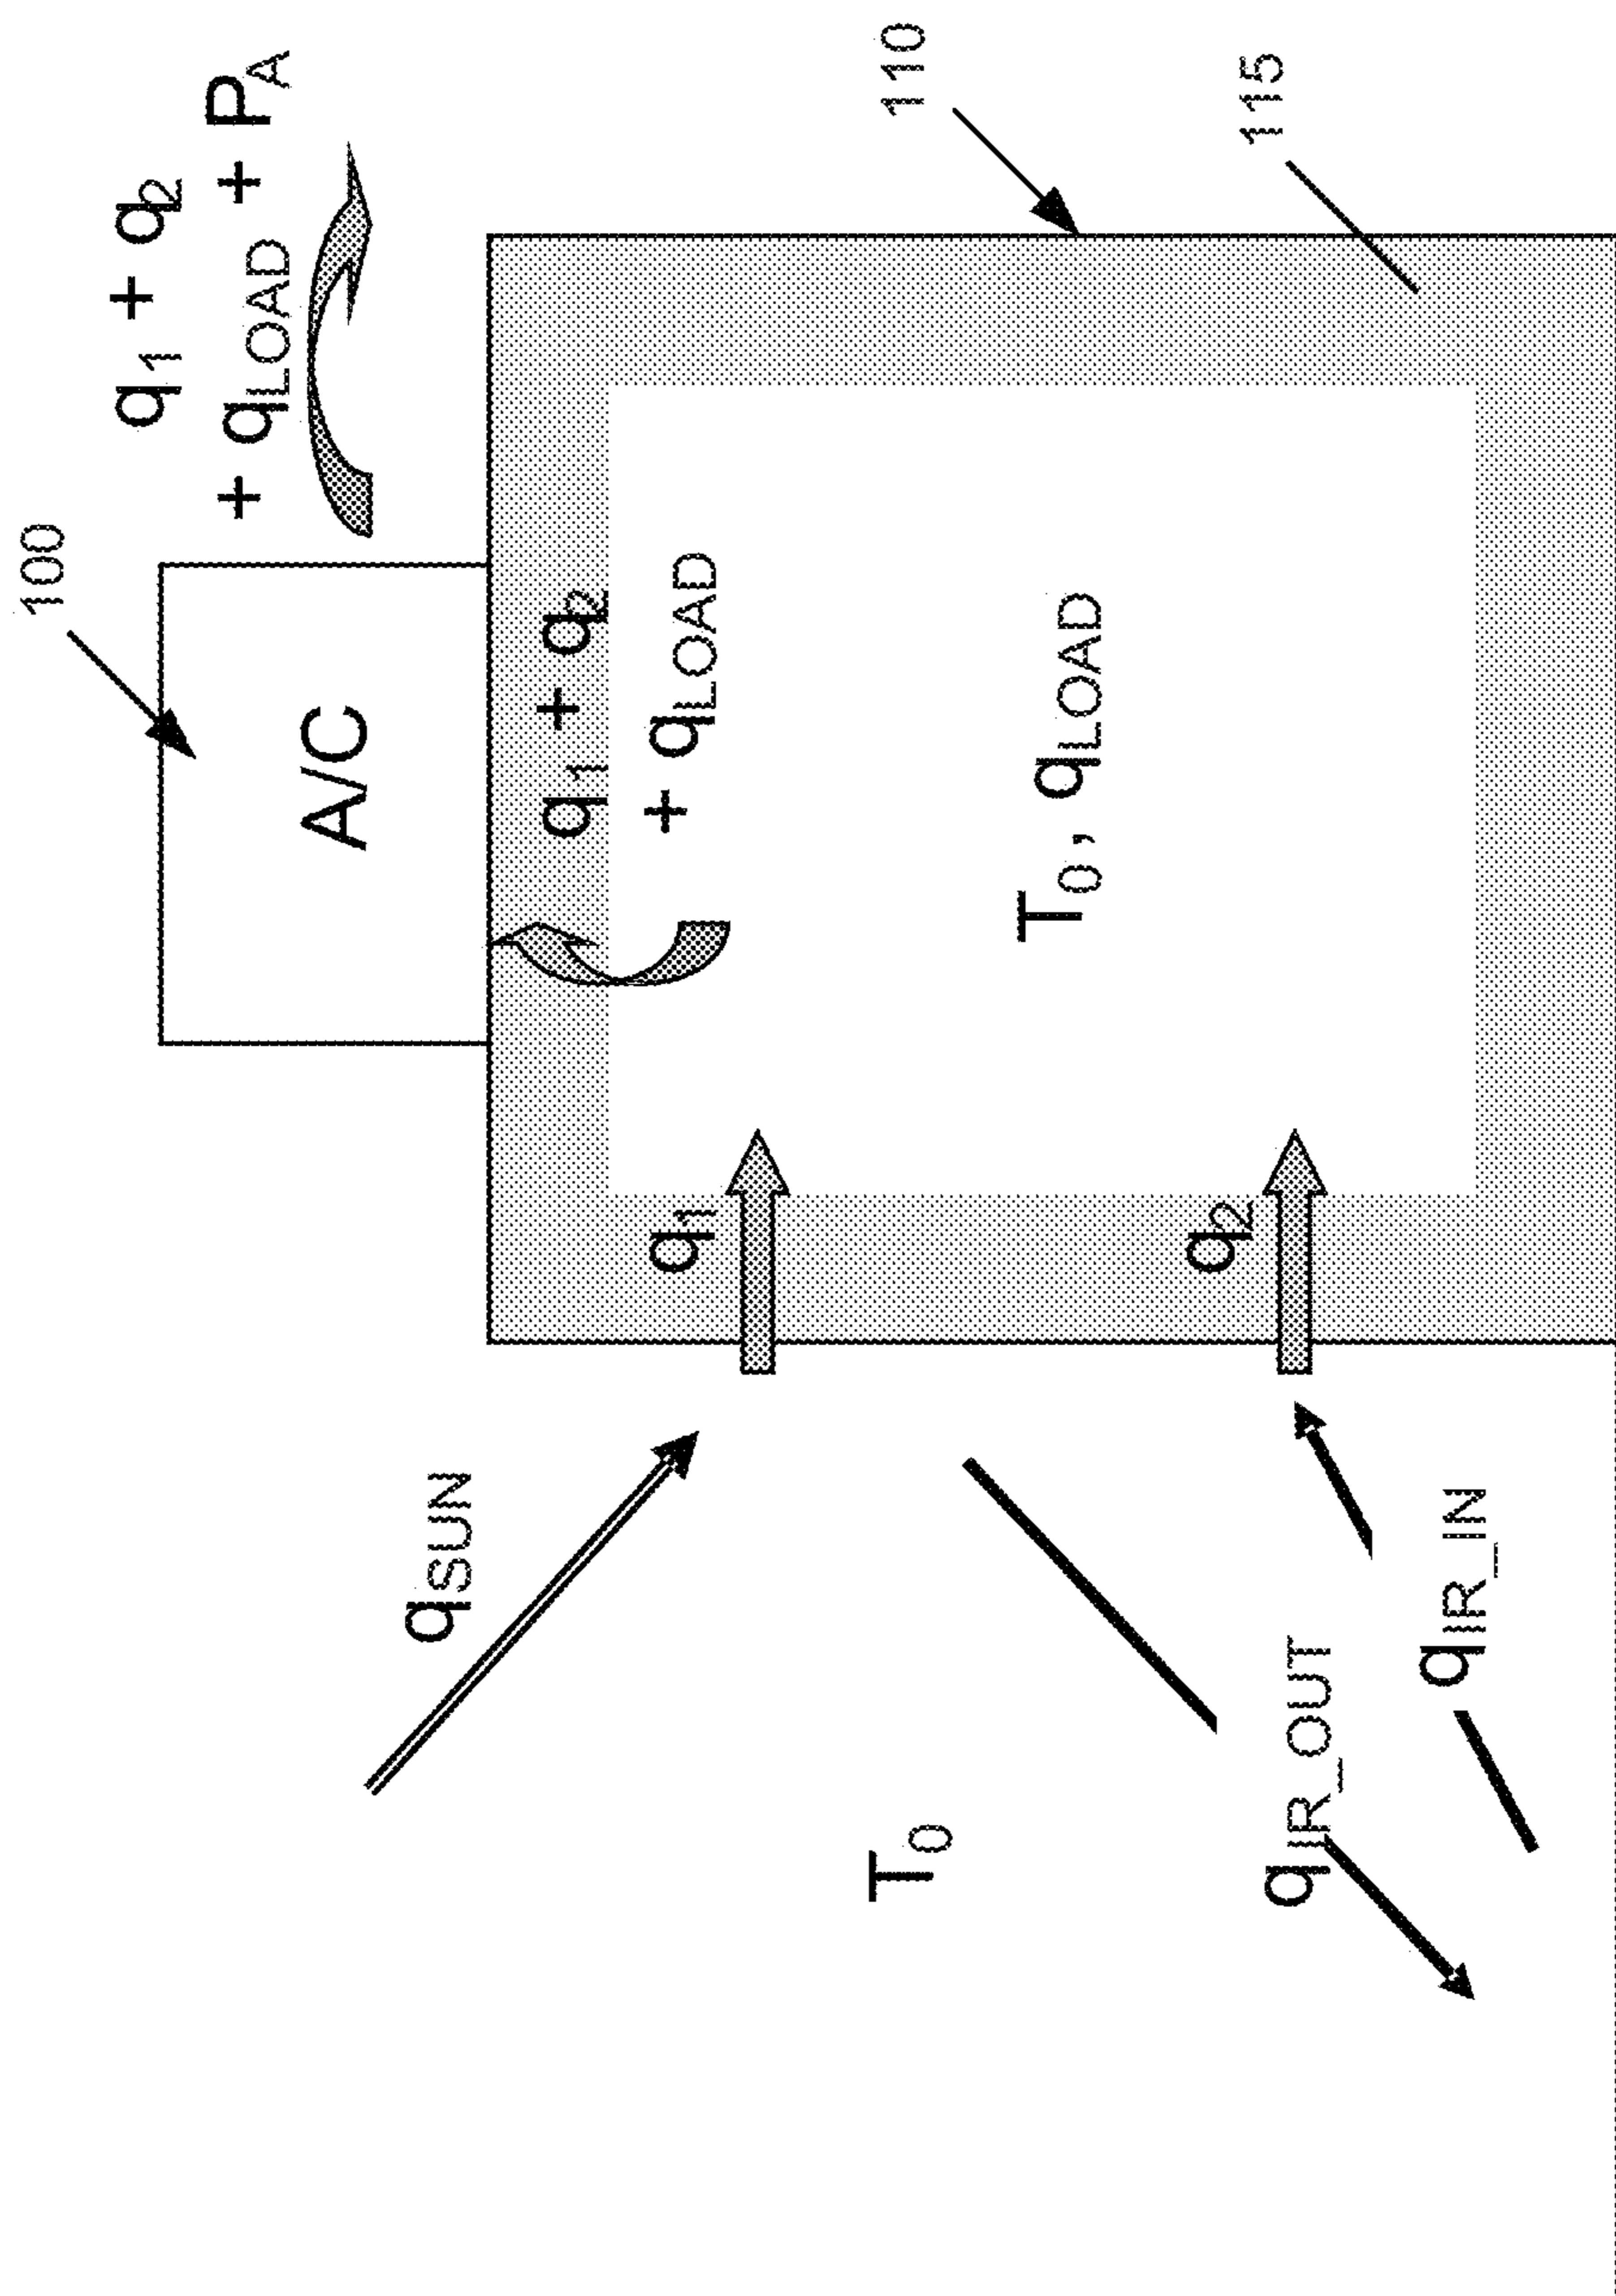 100
A/C
q1 + q2
+ qLOAD + PA
q1 + q2
+ qLOAD
T0, qLOAD
110
115
q1
q2
qSUN
T0
qIR_OUT
qIR_IN